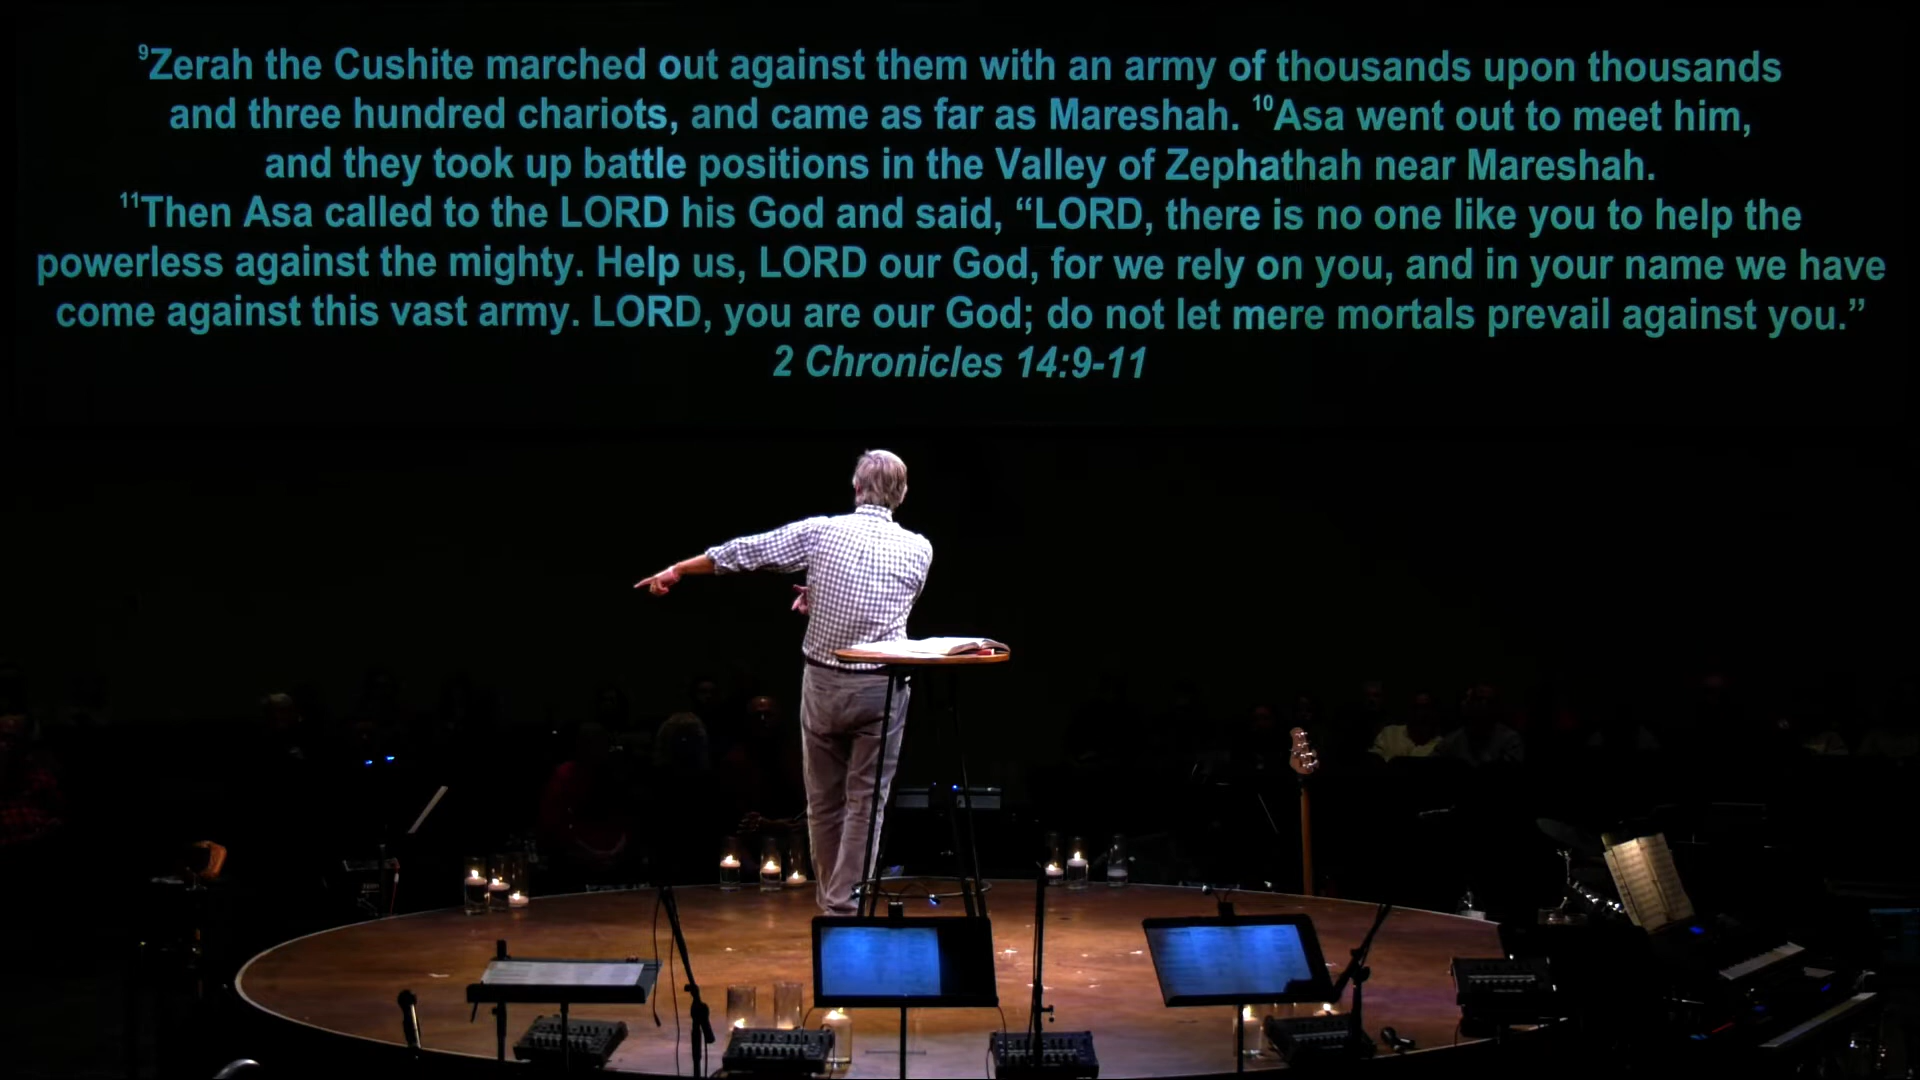 ⁹Zerah the Cushite marched out against them with an army of thousands upon thousands
and three hundred chariots, and came as far as Mareshah. ¹⁰Asa went out to meet him,
and they took up battle positions in the Valley of Zephathah near Mareshah.
¹¹Then Asa called to the LORD his God and said, “LORD, there is no one like you to help the
powerless against the mighty. Help us, LORD our God, for we rely on you, and in your name we have
come against this vast army. LORD, you are our God; do not let mere mortals prevail against you.”
2 Chronicles 14:9-11